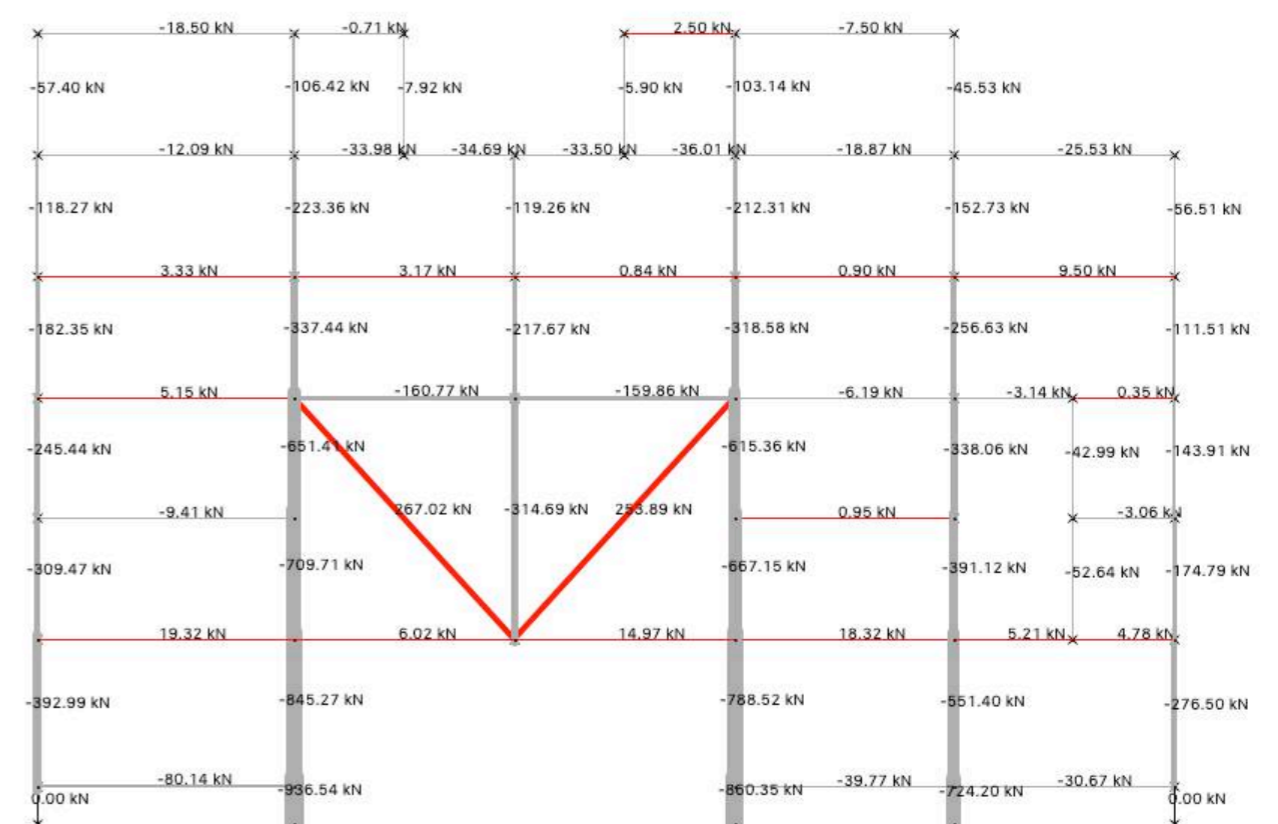 -18.50 kN -0.71 kN 2.50 kN -7.50 kN
-57.40 kN -106.42 kN -7.92 kN -5.90 kN -103.14 kN -45.53 kN
-12.09 kN -33.98 kN -34.69 kN -33.50 kN -36.01 kN -18.87 kN -25.53 kN
-118.27 kN -223.36 kN -119.26 kN -212.31 kN -152.73 kN -56.51 kN
3.33 kN 3.17 kN 0.84 kN 0.90 kN 9.50 kN
-182.35 kN -337.44 kN -217.67 kN -318.58 kN -256.63 kN -111.51 kN
5.15 kN -160.77 kN -159.86 kN -6.19 kN -3.14 kN 0.35 kN
-245.44 kN -651.41 kN -615.36 kN -338.06 kN -42.99 kN -143.91 kN
-9.41 kN 267.02 kN -314.69 kN 253.89 kN 0.95 kN -3.06 kN
-309.47 kN -709.71 kN -667.15 kN -391.12 kN -52.64 kN -174.79 kN
19.32 kN 6.02 kN 14.97 kN 18.32 kN 5.21 kN 4.78 kN
-392.99 kN -845.27 kN -788.52 kN -551.40 kN -276.50 kN
-80.14 kN -39.77 kN -30.67 kN
0.00 kN -936.54 kN -860.35 kN -724.20 kN 0.00 kN